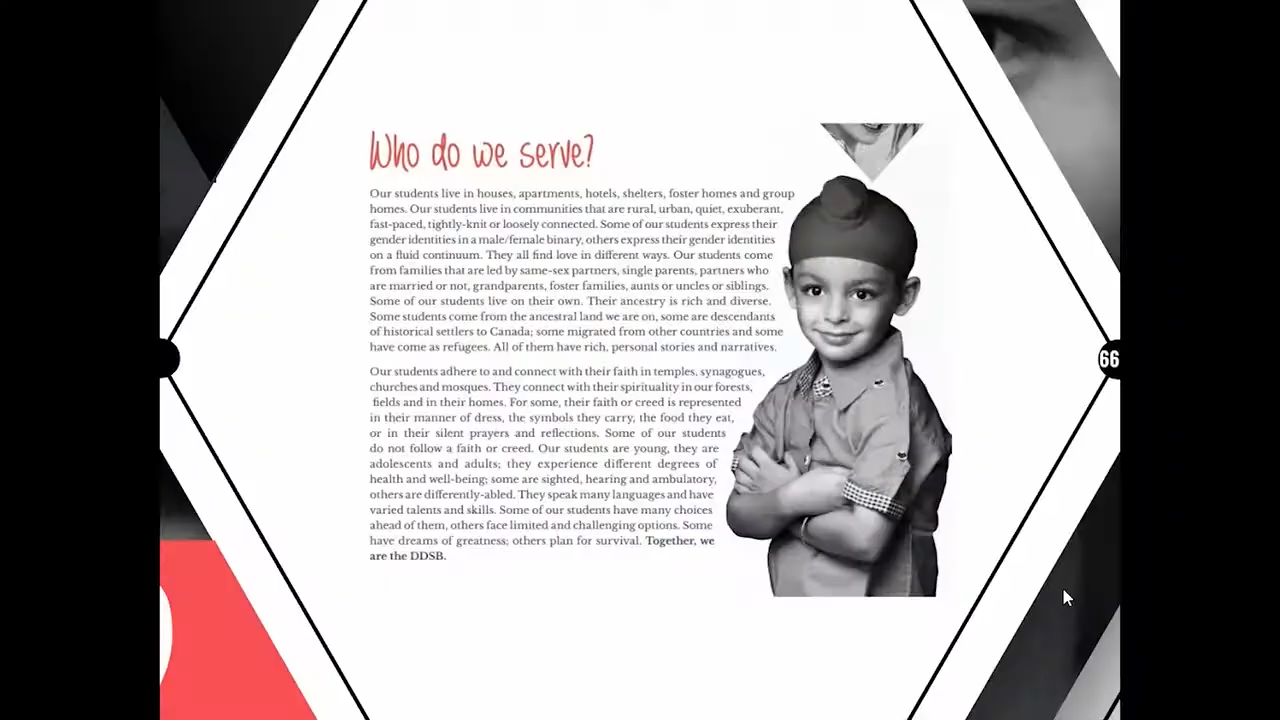 Who do we serve?
Our students live in houses, apartments, hotels, shelters, foster homes and group
homes. Our students live in communities that are rural, urban, quiet, exuberant,
fast-paced, tightly-knit or loosely connected. Some of our students express their
gender identities in a male/female binary, others express their gender identities
on a fluid continuum. They all find love in different ways. Our students come
from families that are led by same-sex partners, single parents, partners who
are married or not, grandparents, foster families, aunts or uncles or siblings.
Some of our students live on their own. Their ancestry is rich and diverse.
Some students come from the ancestral land we are on, some are descendants
of historical settlers to Canada; some migrated from other countries and some
have come as refugees. All of them have rich, personal stories and narratives.
Our students adhere to and connect with their faith in temples, synagogues,
churches and mosques. They connect with their spirituality in our forests,
fields and in their homes. For some, their faith or creed is represented
in their manner of dress, the symbols they carry, the food they eat,
or in their silent prayers and reflections. Some of our students
do not follow a faith or creed. Our students are young, they are
adolescents and adults; they experience different degrees of
health and well-being; some are sighted, hearing and ambulatory,
others are differently-abled. They speak many languages and have
varied talents and skills. Some of our students have many choices
ahead of them, others face limited and challenging options. Some
have dreams of greatness; others plan for survival. Together, we
are the DDSB.
66